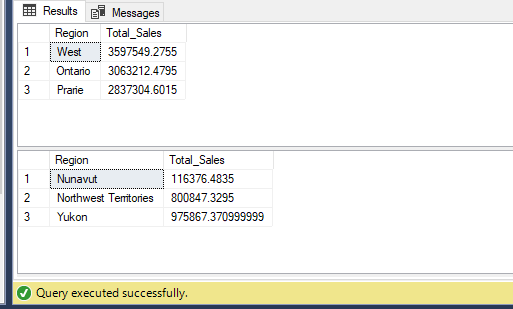 Results Messages
Region Total_Sales
1 West 3597549.2755
2 Ontario 3063212.4795
3 Prarie 2837304.6015
Region Total_Sales
1 Nunavut 116376.4835
2 Northwest Territories 800847.3295
3 Yukon 975867.370999999
Query executed successfully.